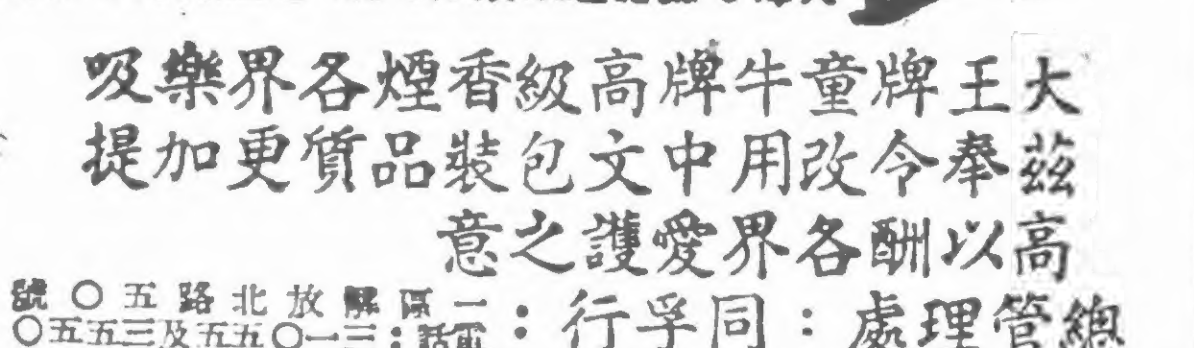 大王牌童牛牌高級香煙各界樂吸
茲奉令改用中文包裝品質更加提
高以酬各界愛護之意
總管理處：同孚行：
一區解放北路五〇號
電話：三一〇五五及三五五〇